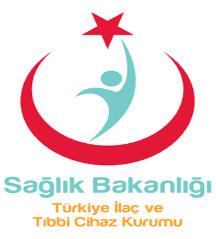 Sağlık Bakanlığı
Türkiye İlaç ve
Tıbbi Cihaz Kurumu